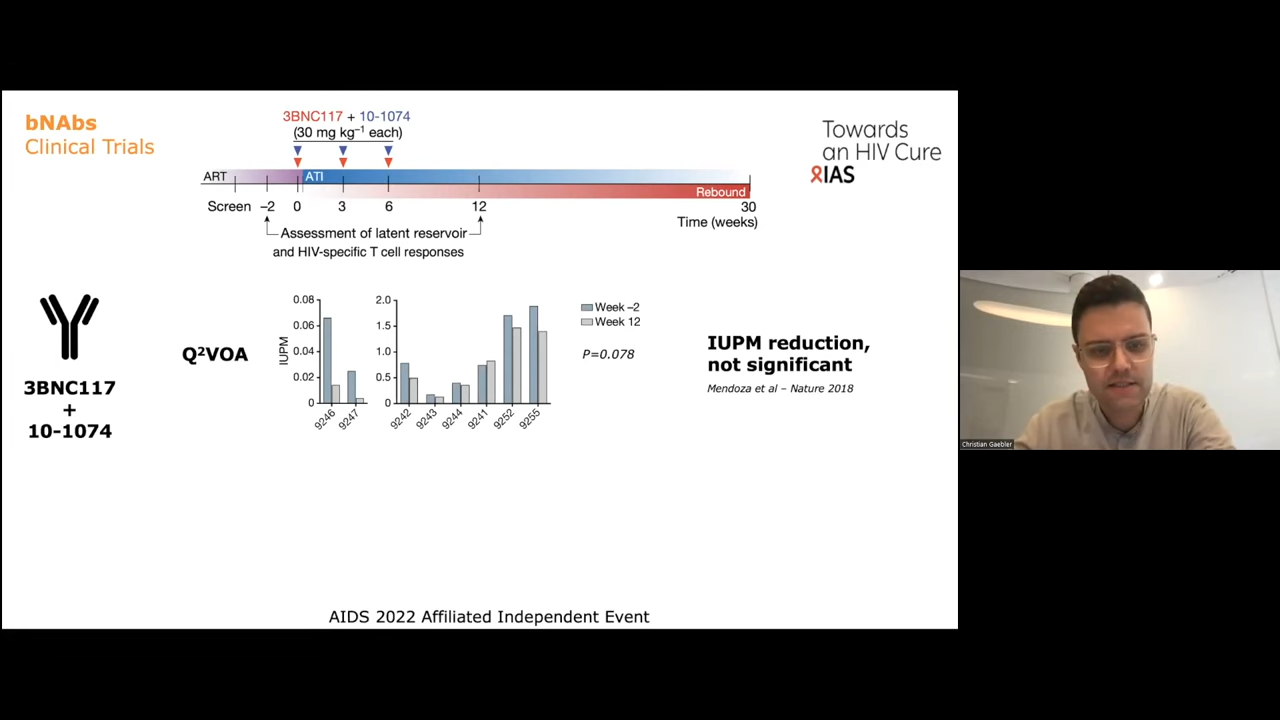 bNAbs
Clinical Trials
3BNC117 + 10-1074
(30 mg kg⁻¹ each)
Towards
an HIV Cure
IAS
ART
ATI
Rebound
Screen –2 0 3 6 12 30
Time (weeks)
Assessment of latent reservoir
and HIV-specific T cell responses
3BNC117
+
10-1074
Q²VOA
IUPM
0.08
0.06
0.04
0.02
0
9246 9247
2.0
1.5
1.0
0.5
0
9242 9243 9244 9241 9252 9255
Week –2
Week 12
P=0.078
IUPM reduction,
not significant
Mendoza et al – Nature 2018
AIDS 2022 Affiliated Independent Event
Christian Gaebler